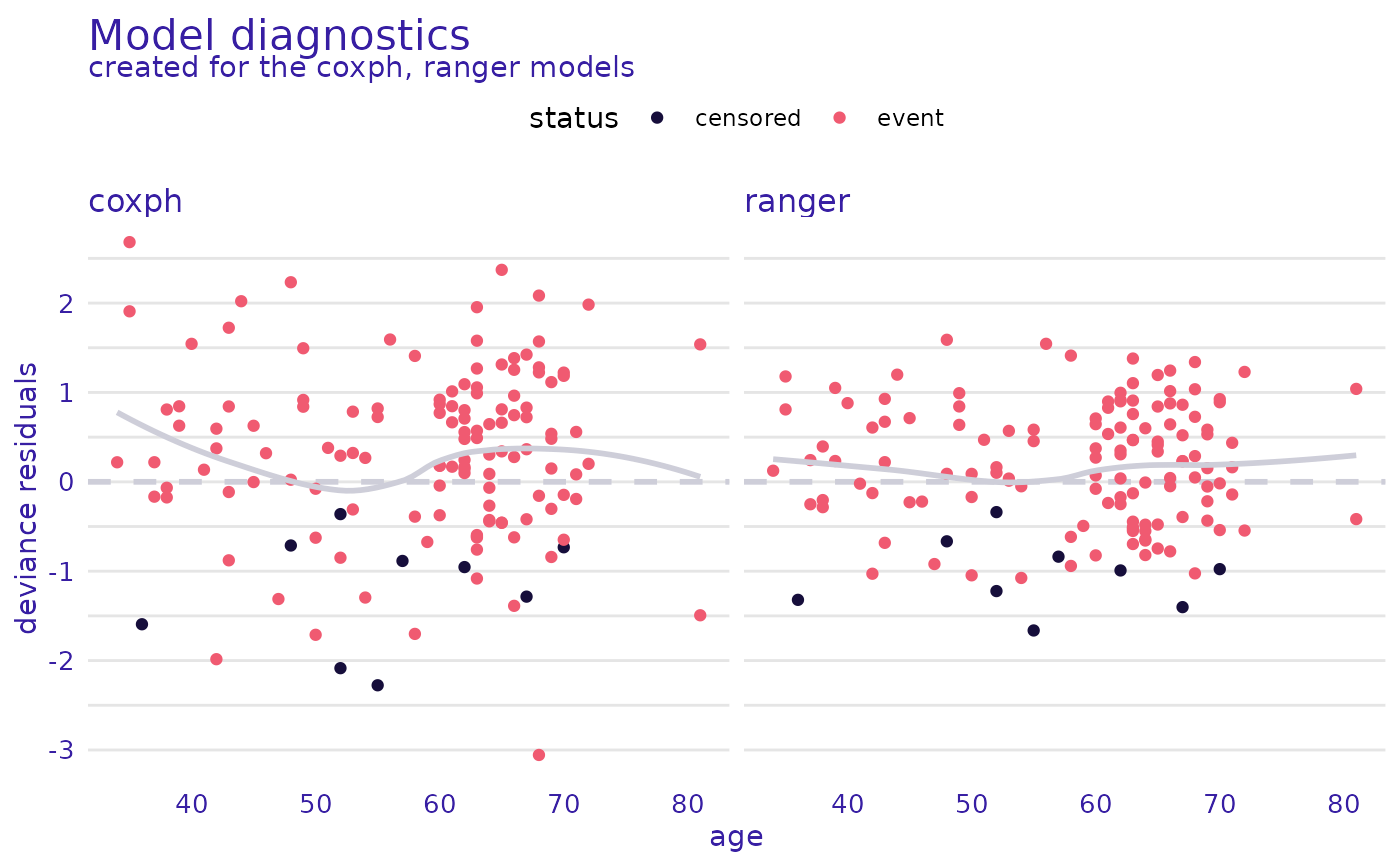 Model diagnostics
created for the coxph, ranger models
status censored event
coxph ranger
deviance residuals
2
1
0
-1
-2
-3
40 50 60 70 80 40 50 60 70 80
age